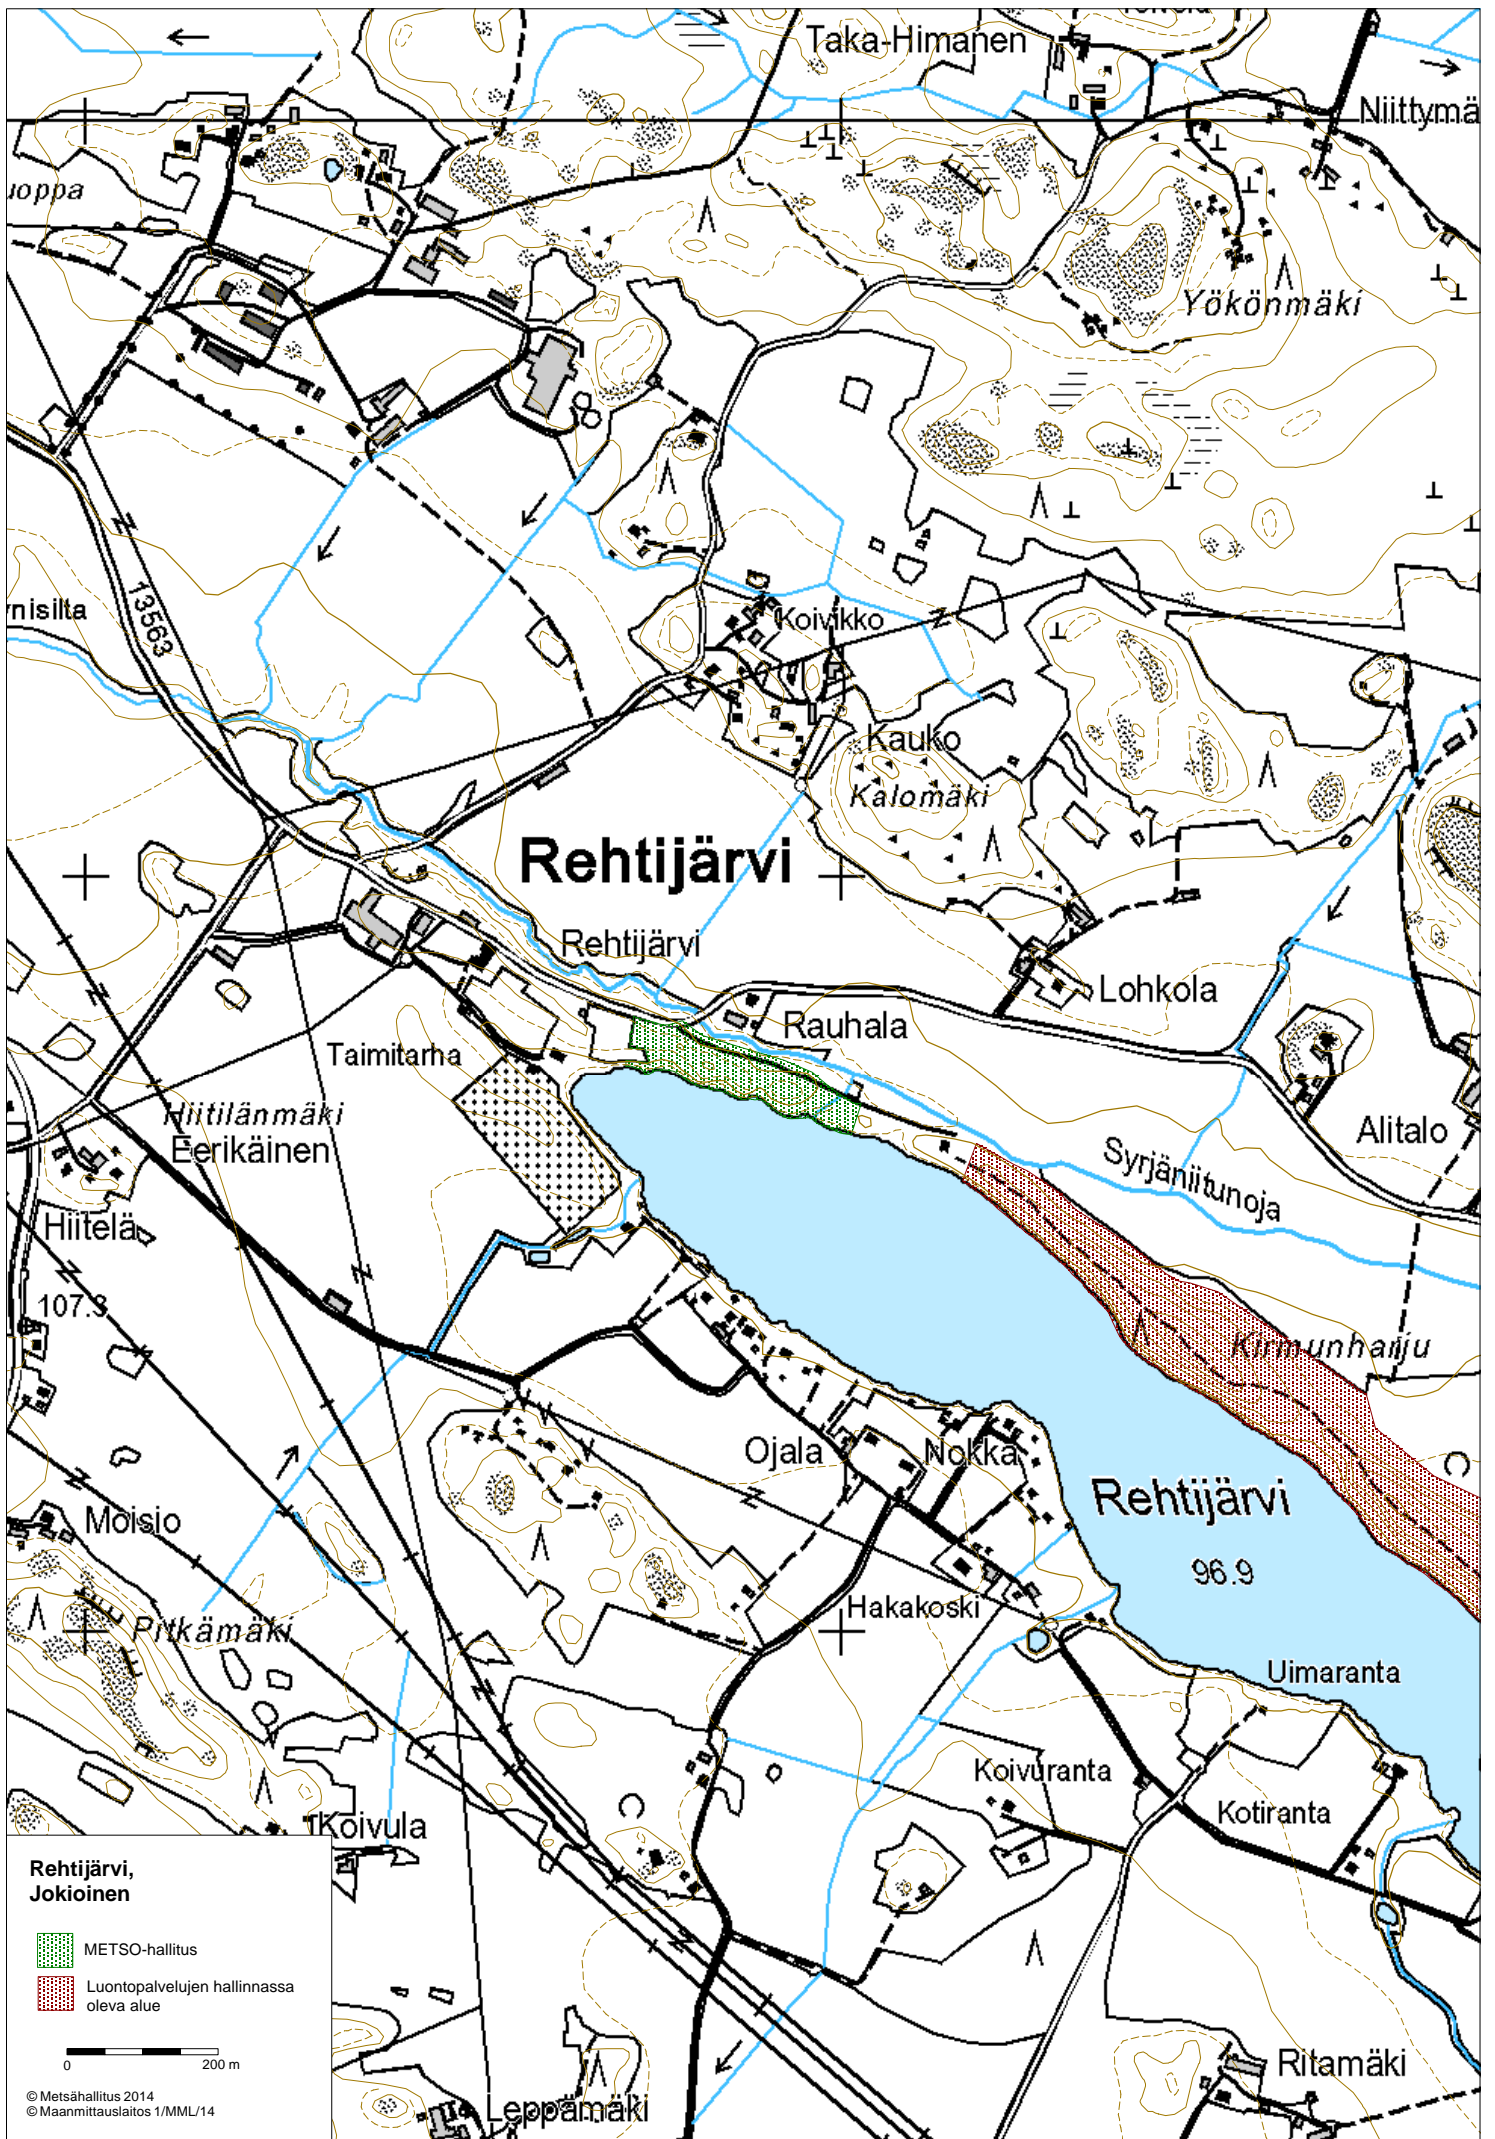 Taka-Himanen
Niittymä
uoppa
Yökönmäki
nisilta
13563
Koivikko
Kauko
Kalomäki
Rehtijärvi
Rehtijärvi
Lohkola
Rauhala
Taimitarha
Hiitilänmäki
Eerikäinen
Alitalo
Syrjäniitunoja
Hiitelä
107.3
Kirmunharju
Ojala
Nokka
Rehtijärvi
Moisio
96.9
Hakakoski
Pitkämäki
Uimaranta
Koivuranta
Kotiranta
Koivula
Rehtijärvi,
Jokioinen
METSO-hallitus
Luontopalvelujen hallinnassa
oleva alue
0 200 m
Ritamäki
© Metsähallitus 2014
© Maanmittauslaitos 1/MML/14
Leppämäki